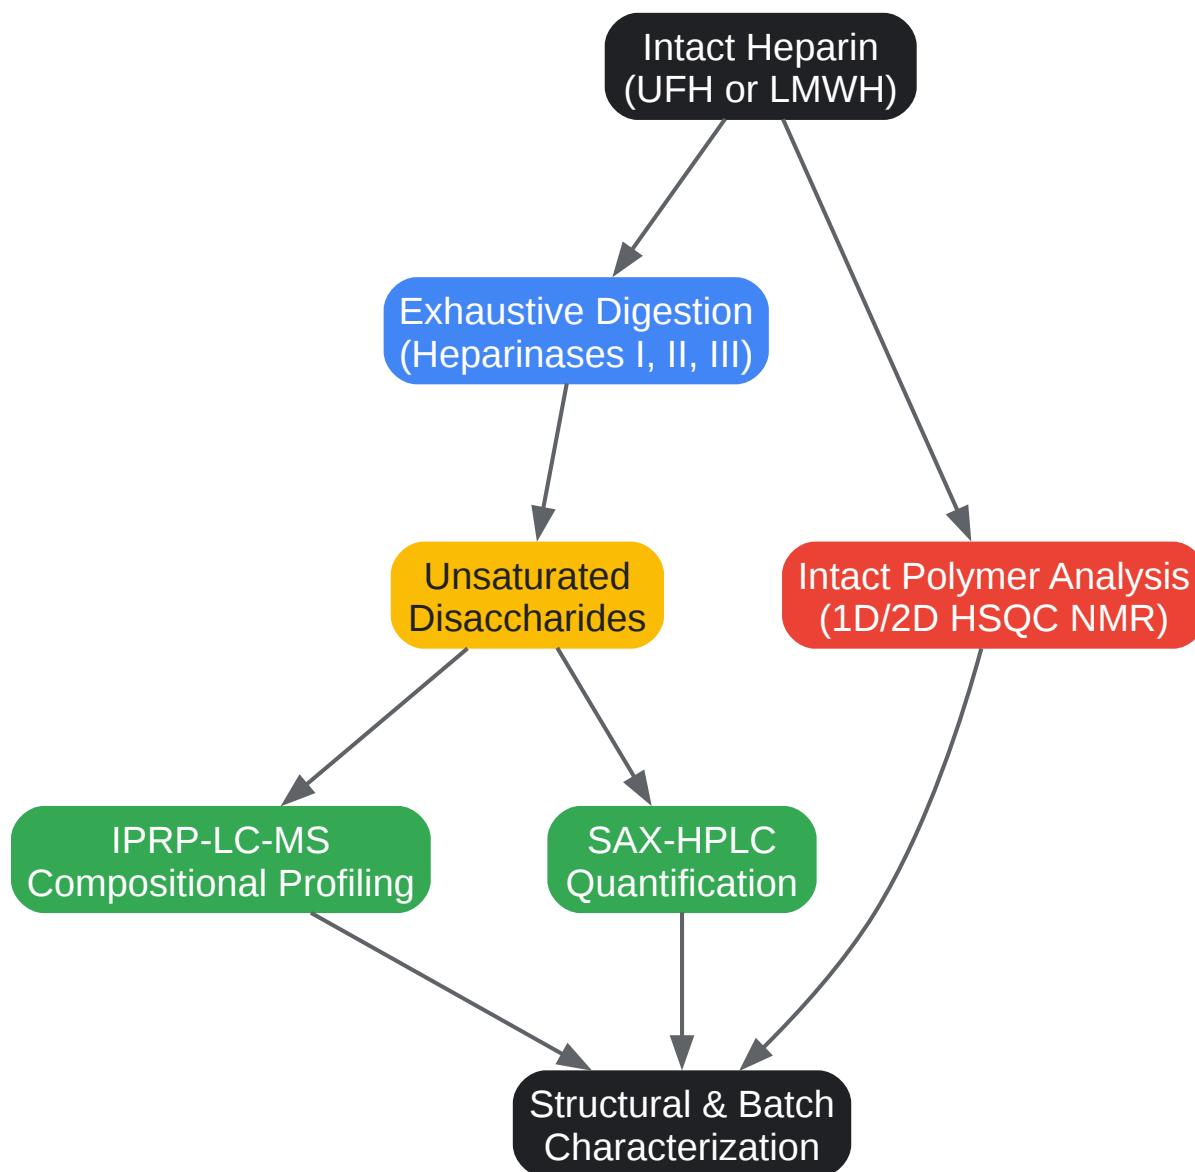 Intact Heparin
(UFH or LMWH)
Exhaustive Digestion
(Heparinases I, II, III)
Unsaturated
Disaccharides
Intact Polymer Analysis
(1D/2D HSQC NMR)
IPRP-LC-MS
Compositional Profiling
SAX-HPLC
Quantification
Structural & Batch
Characterization